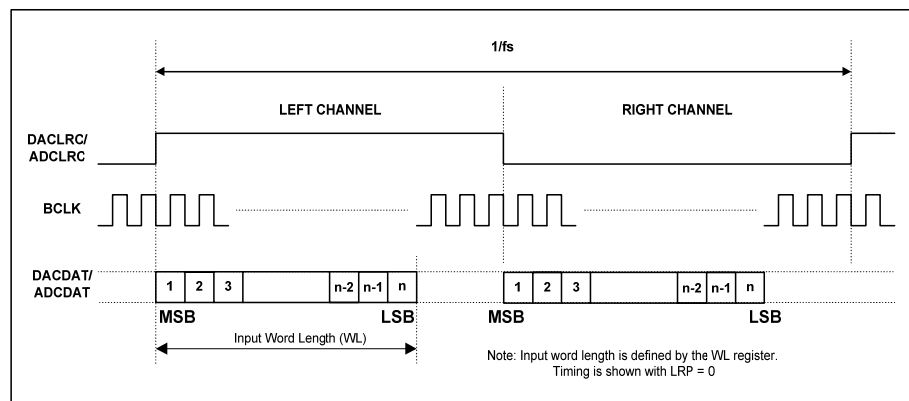 1/fs
LEFT CHANNEL
RIGHT CHANNEL
DACLRC/
ADCLRC
BCLK
DACDAT/
ADCDAT
1 2 3 n-2 n-1 n 1 2 3 n-2 n-1 n
MSB LSB MSB LSB
Input Word Length (WL)
Note: Input word length is defined by the WL register.
Timing is shown with LRP = 0